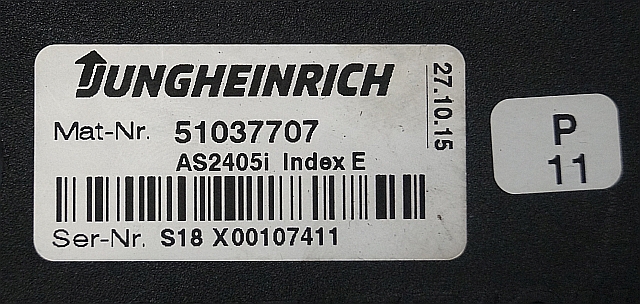 JUNGHEINRICH
27.10.15
Mat-Nr. 51037707
AS2405i Index E
Ser-Nr. S18 X00107411
P
11